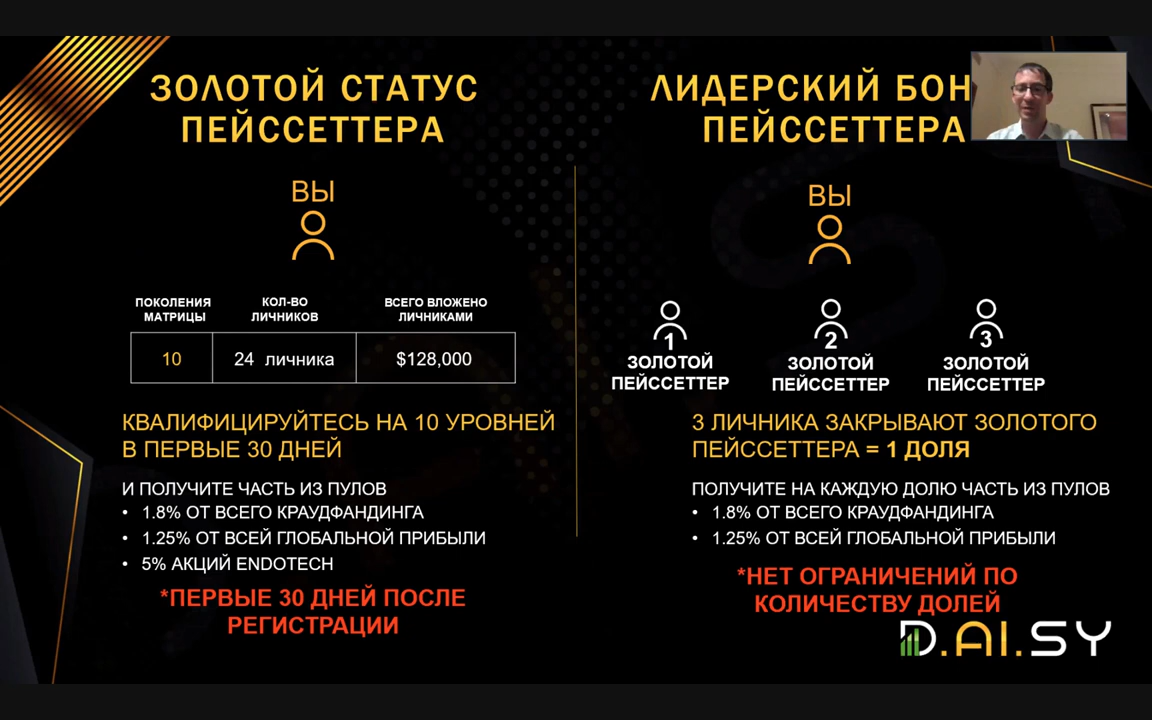 ЗОЛОТОЙ СТАТУС
ПЕЙССЕТТЕРА
ВЫ
ПОКОЛЕНИЯ
МАТРИЦЫ
КОЛ-ВО
ЛИЧНИКОВ
ВСЕГО ВЛОЖЕНО
ЛИЧНИКАМИ
10
24 личника
$128,000
КВАЛИФИЦИРУЙТЕСЬ НА 10 УРОВНЕЙ
В ПЕРВЫЕ 30 ДНЕЙ
И ПОЛУЧИТЕ ЧАСТЬ ИЗ ПУЛОВ
• 1.8% ОТ ВСЕГО КРАУДФАНДИНГА
• 1.25% ОТ ВСЕЙ ГЛОБАЛЬНОЙ ПРИБЫЛИ
• 5% АКЦИЙ ENDOTECH
*ПЕРВЫЕ 30 ДНЕЙ ПОСЛЕ
РЕГИСТРАЦИИ
ЛИДЕРСКИЙ БОН
ПЕЙССЕТТЕРА
ВЫ
1
ЗОЛОТОЙ
ПЕЙССЕТТЕР
2
ЗОЛОТОЙ
ПЕЙССЕТТЕР
3
ЗОЛОТОЙ
ПЕЙССЕТТЕР
3 ЛИЧНИКА ЗАКРЫВАЮТ ЗОЛОТОГО
ПЕЙССЕТТЕРА = 1 ДОЛЯ
ПОЛУЧИТЕ НА КАЖДУЮ ДОЛЮ ЧАСТЬ ИЗ ПУЛОВ
• 1.8% ОТ ВСЕГО КРАУДФАНДИНГА
• 1.25% ОТ ВСЕЙ ГЛОБАЛЬНОЙ ПРИБЫЛИ
*НЕТ ОГРАНИЧЕНИЙ ПО
КОЛИЧЕСТВУ ДОЛЕЙ
D.AI.SY